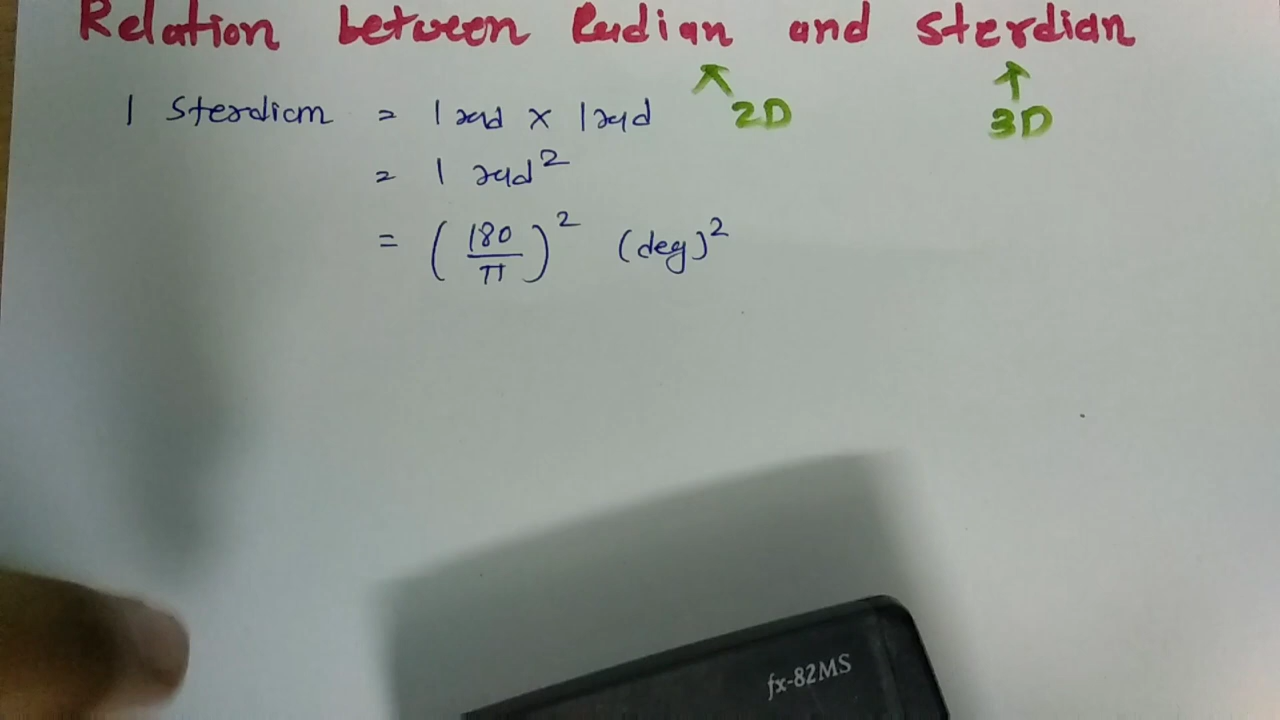 Relation between Radian and Sterdian
2D
3D
1 Sterdian = 1 rad × 1 rad
= 1 rad²
= (180/π)² (deg)²
fx-82MS